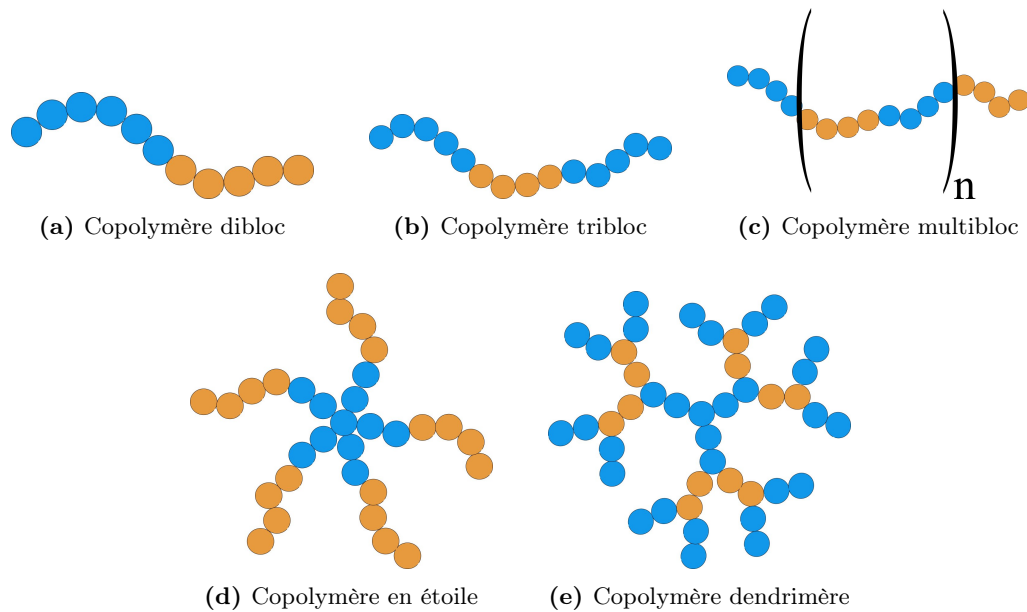 n
(a) Copolymère dibloc
(b) Copolymère tribloc
(c) Copolymère multibloc
(d) Copolymère en étoile
(e) Copolymère dendrimère